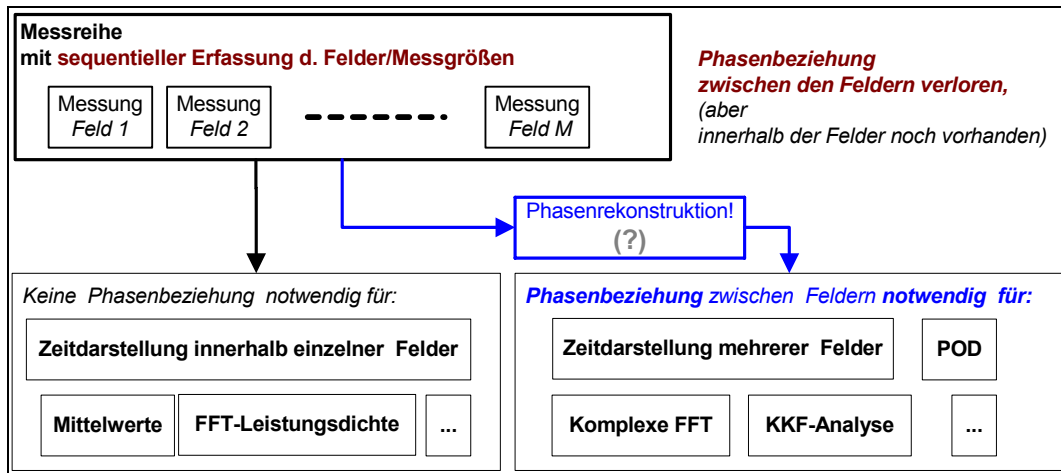 Messreihe
mit sequentieller Erfassung d. Felder/Messgrößen
Messung
Feld 1
Messung
Feld 2
Messung
Feld M
Phasenbeziehung
zwischen den Feldern verloren,
(aber
innerhalb der Felder noch vorhanden)
Phasenrekonstruktion!
(?)
Keine Phasenbeziehung notwendig für:
Zeitdarstellung innerhalb einzelner Felder
Mittelwerte
FFT-Leistungsdichte
...
Phasenbeziehung zwischen Feldern notwendig für:
Zeitdarstellung mehrerer Felder
POD
Komplexe FFT
KKF-Analyse
...